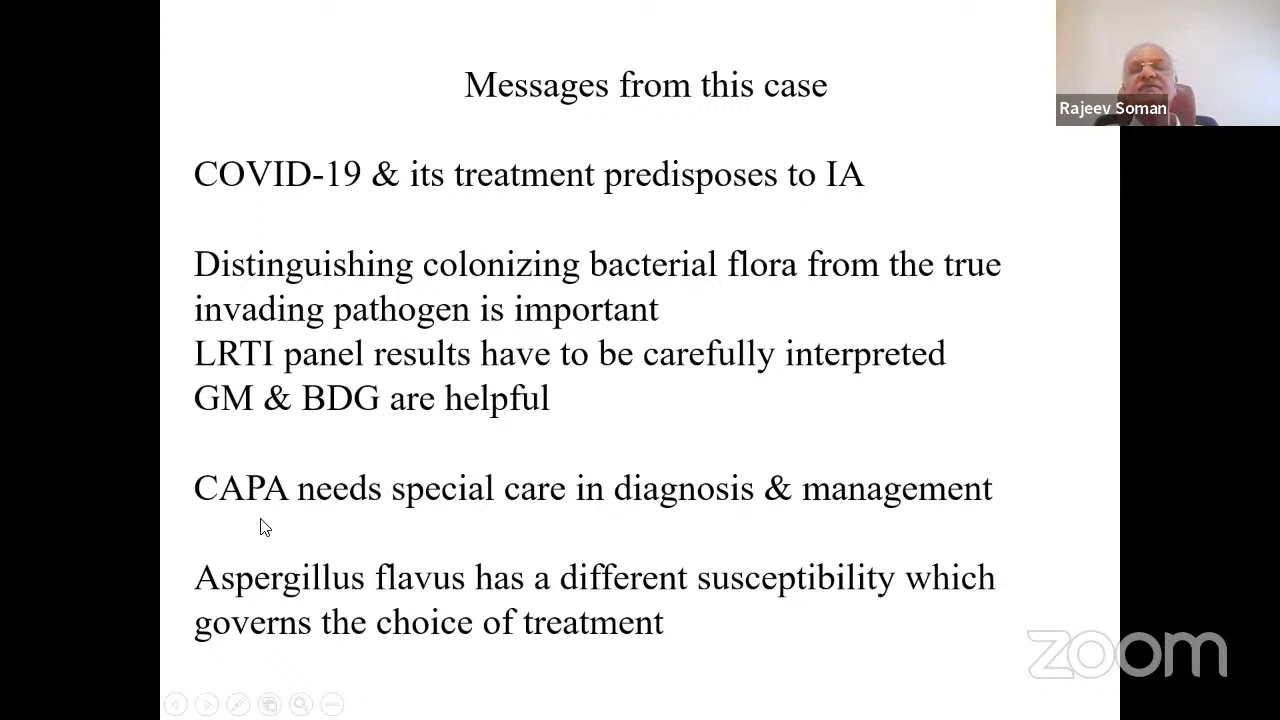 Messages from this case
Rajeev Soman
COVID-19 & its treatment predisposes to IA
Distinguishing colonizing bacterial flora from the true
invading pathogen is important
LRTI panel results have to be carefully interpreted
GM & BDG are helpful
CAPA needs special care in diagnosis & management
Aspergillus flavus has a different susceptibility which
governs the choice of treatment
zoom